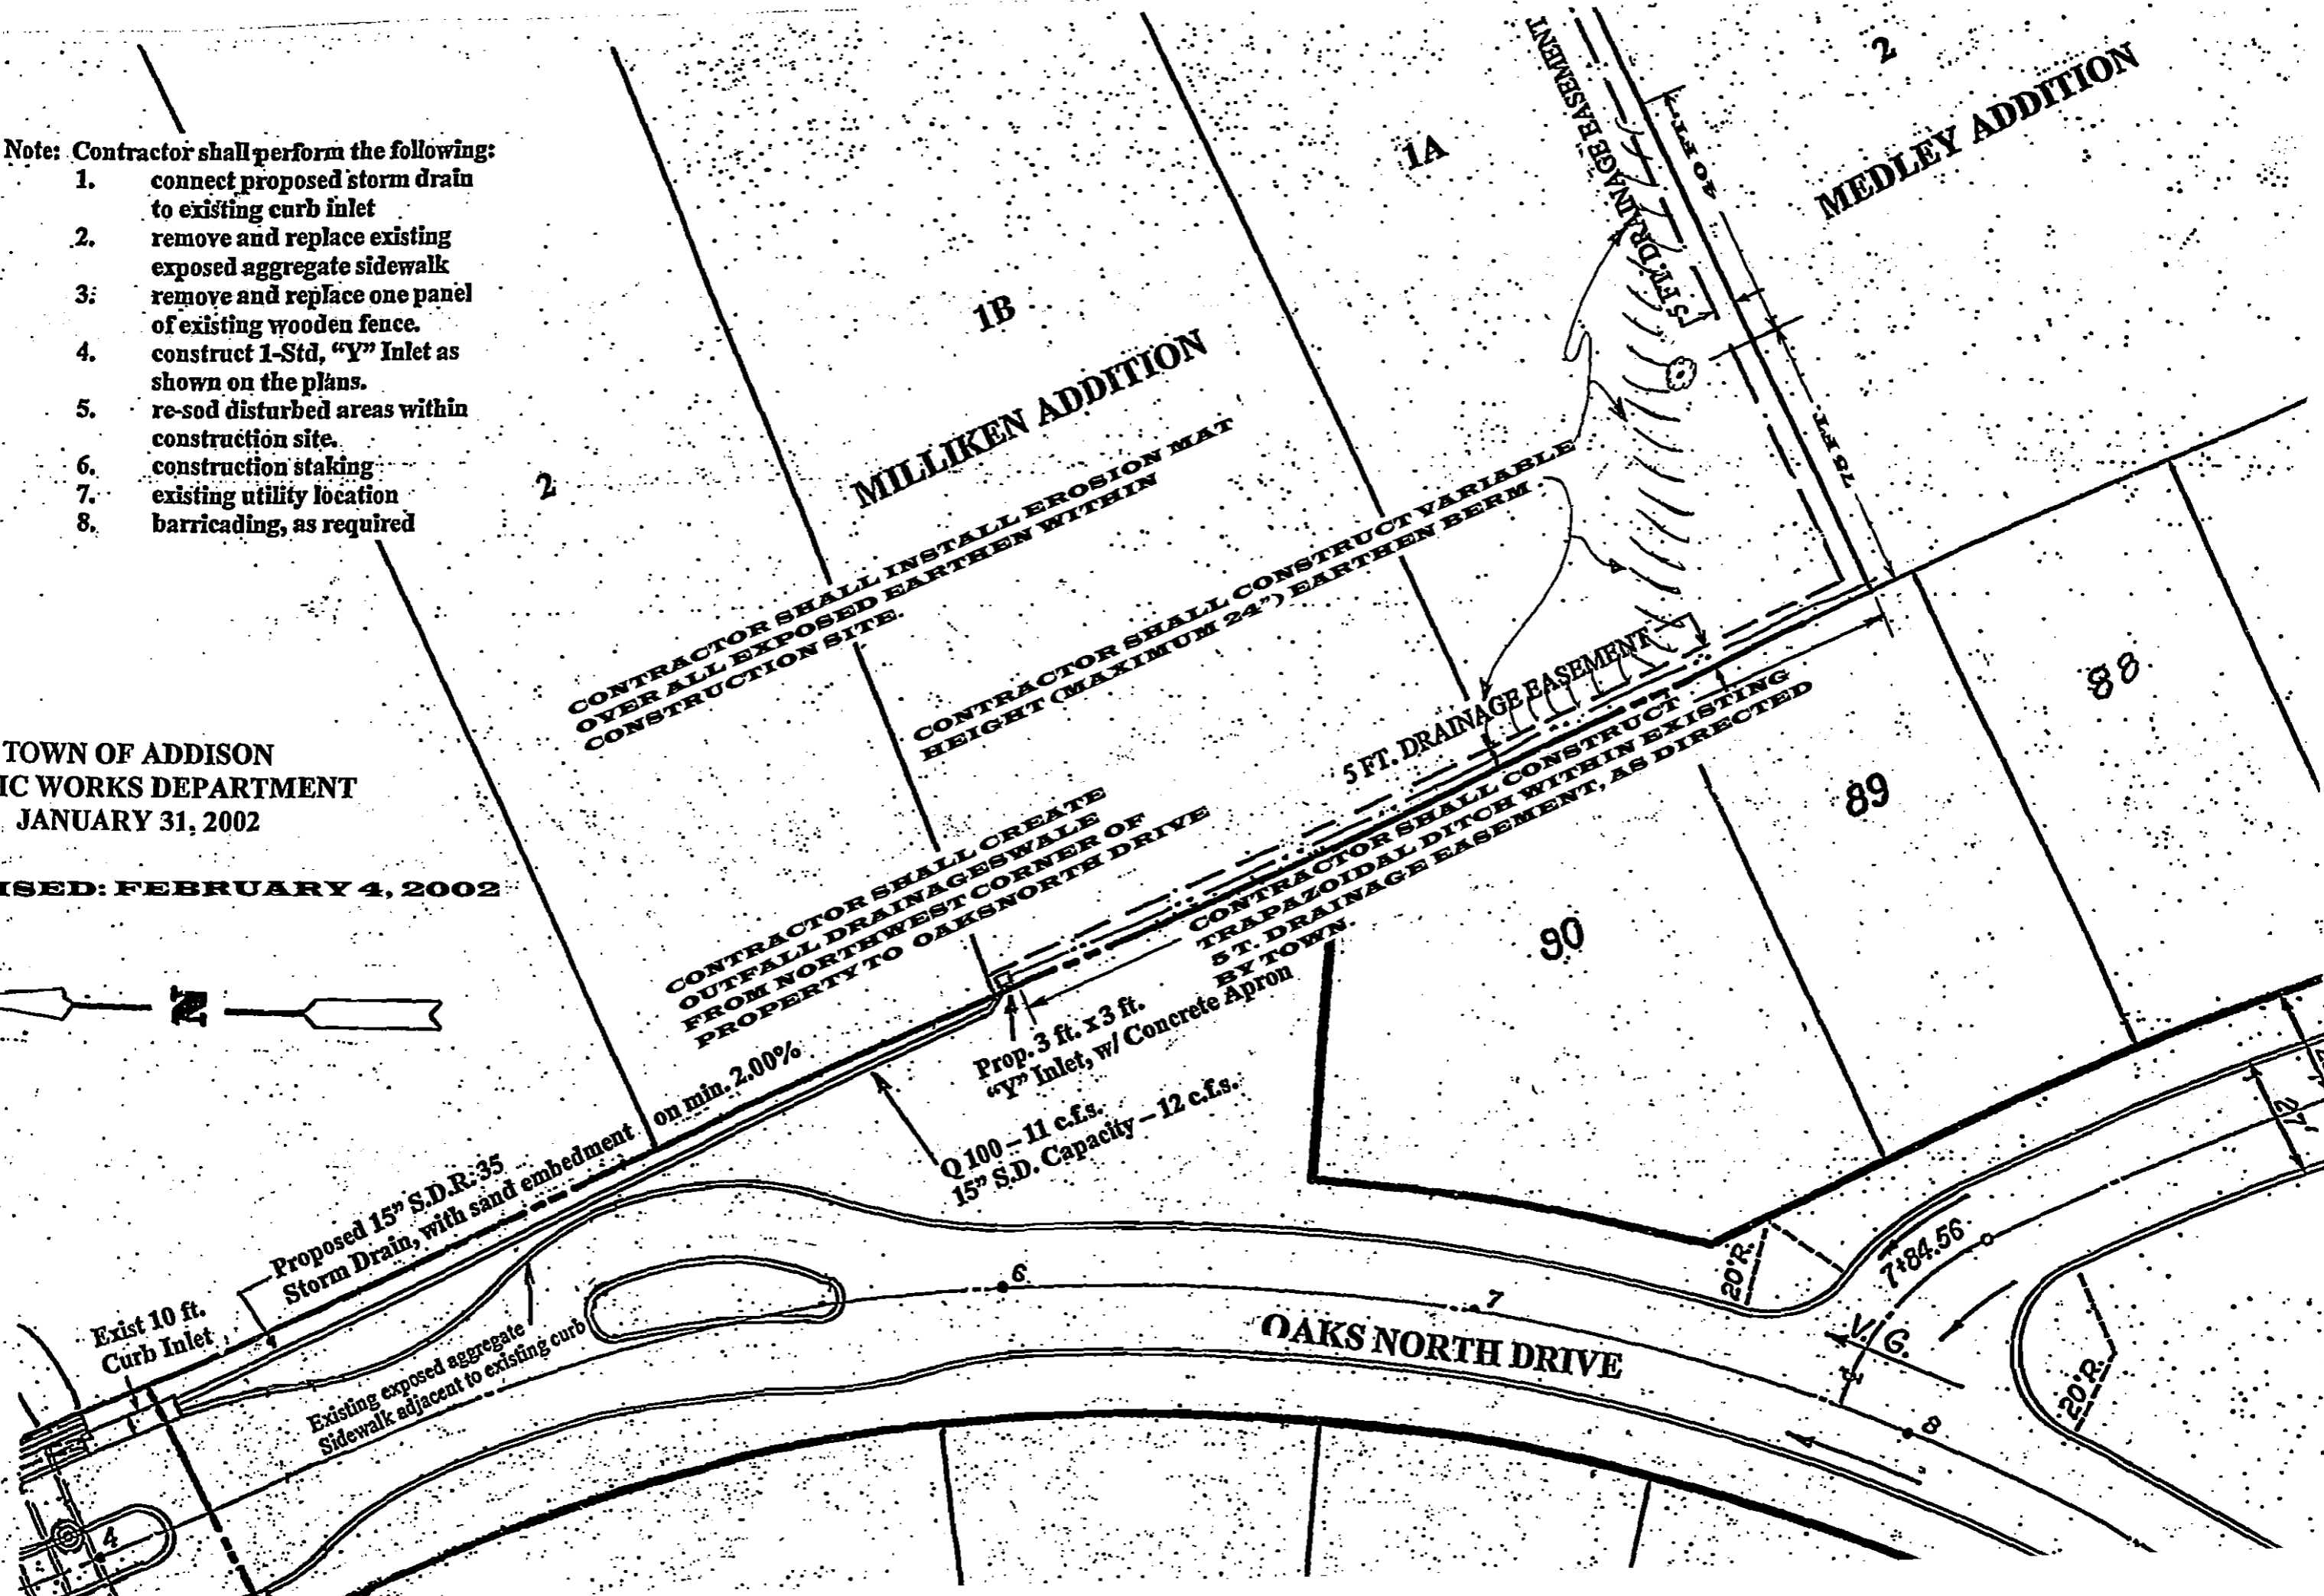 Note: Contractor shall perform the following:
1. connect proposed storm drain
to existing curb inlet
2. remove and replace existing
exposed aggregate sidewalk
3. remove and replace one panel
of existing wooden fence.
4. construct 1-Std, “Y” Inlet as
shown on the plans.
5. re-sod disturbed areas within
construction site.
6. construction staking
7. existing utility location
8. barricading, as required
TOWN OF ADDISON
IC WORKS DEPARTMENT
JANUARY 31, 2002
ISED: FEBRUARY 4, 2002
N
2
1B
MILLIKEN ADDITION
1A
2
MEDLEY ADDITION
5 FT. DRAINAGE EASEMENT
40 FT.
75 FT.
CONTRACTOR SHALL INSTALL EROSION MAT
OVER ALL EXPOSED EARTHEN WITHIN
CONSTRUCTION SITE.
CONTRACTOR SHALL CONSTRUCT VARIABLE
HEIGHT (MAXIMUM 24”) EARTHEN BERM
5 FT. DRAINAGE EASEMENT
CONTRACTOR SHALL CREATE
OUTFALL DRAINAGESWALE
FROM NORTHWEST CORNER OF
PROPERTY TO OAKSNORTH DRIVE
CONTRACTOR SHALL CONSTRUCT
TRAPAZOIDAL DITCH WITHIN EXISTING
5 T. DRAINAGE EASEMENT, AS DIRECTED
BY TOWN.
88
89
90
Prop. 3 ft. x 3 ft.
“Y” Inlet, w/ Concrete Apron
Q 100 – 11 c.f.s.
15” S.D. Capacity – 12 c.f.s.
Proposed 15” S.D.R. 35
Storm Drain, with sand embedment on min. 2.00%
Exist 10 ft.
Curb Inlet
Existing exposed aggregate
Sidewalk adjacent to existing curb
4
6
7
8
OAKS NORTH DRIVE
20'R.
7+84.56
V. G.
20'R.
27'